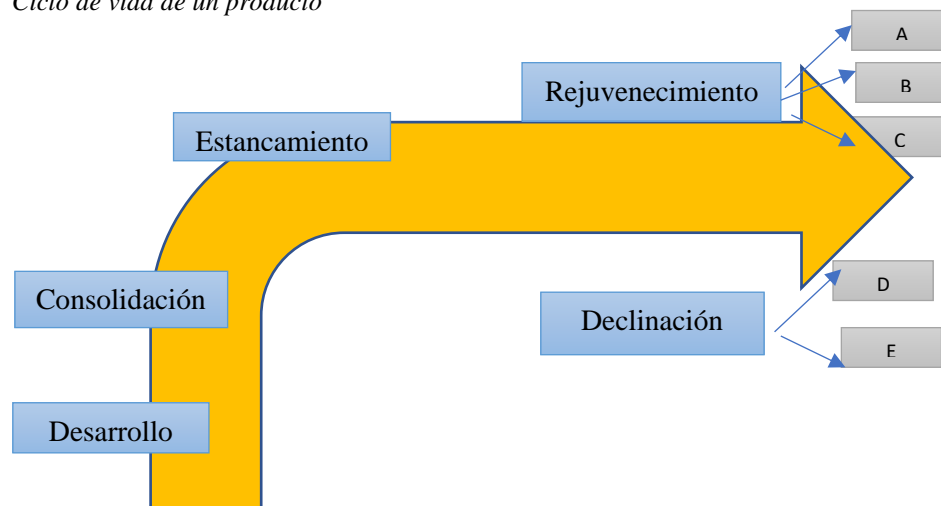 Ciclo de vida de un producto
A
Rejuvenecimiento
B
Estancamiento
C
Consolidación
D
Declinación
E
Desarrollo